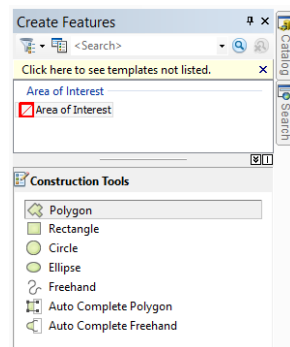 Create Features
<Search>
Click here to see templates not listed.
Area of Interest
Area of Interest
Construction Tools
Polygon
Rectangle
Circle
Ellipse
Freehand
Auto Complete Polygon
Auto Complete Freehand
Catalog
Search